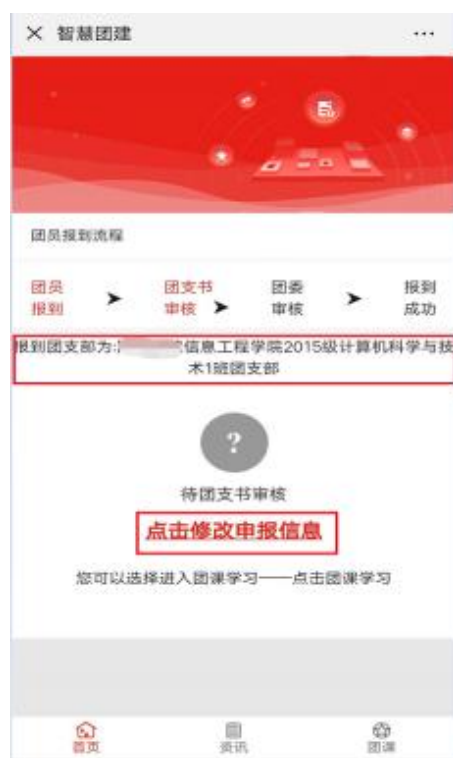 智慧团建
团员报到流程
团员报到
团支书审核
团委审核
报到成功
报到团支部为:信息工程学院2015级计算机科学与技
术1班团支部
?
待团支书审核
点击修改申报信息
您可以选择进入团课学习——点击团课学习
首页
资讯
团课